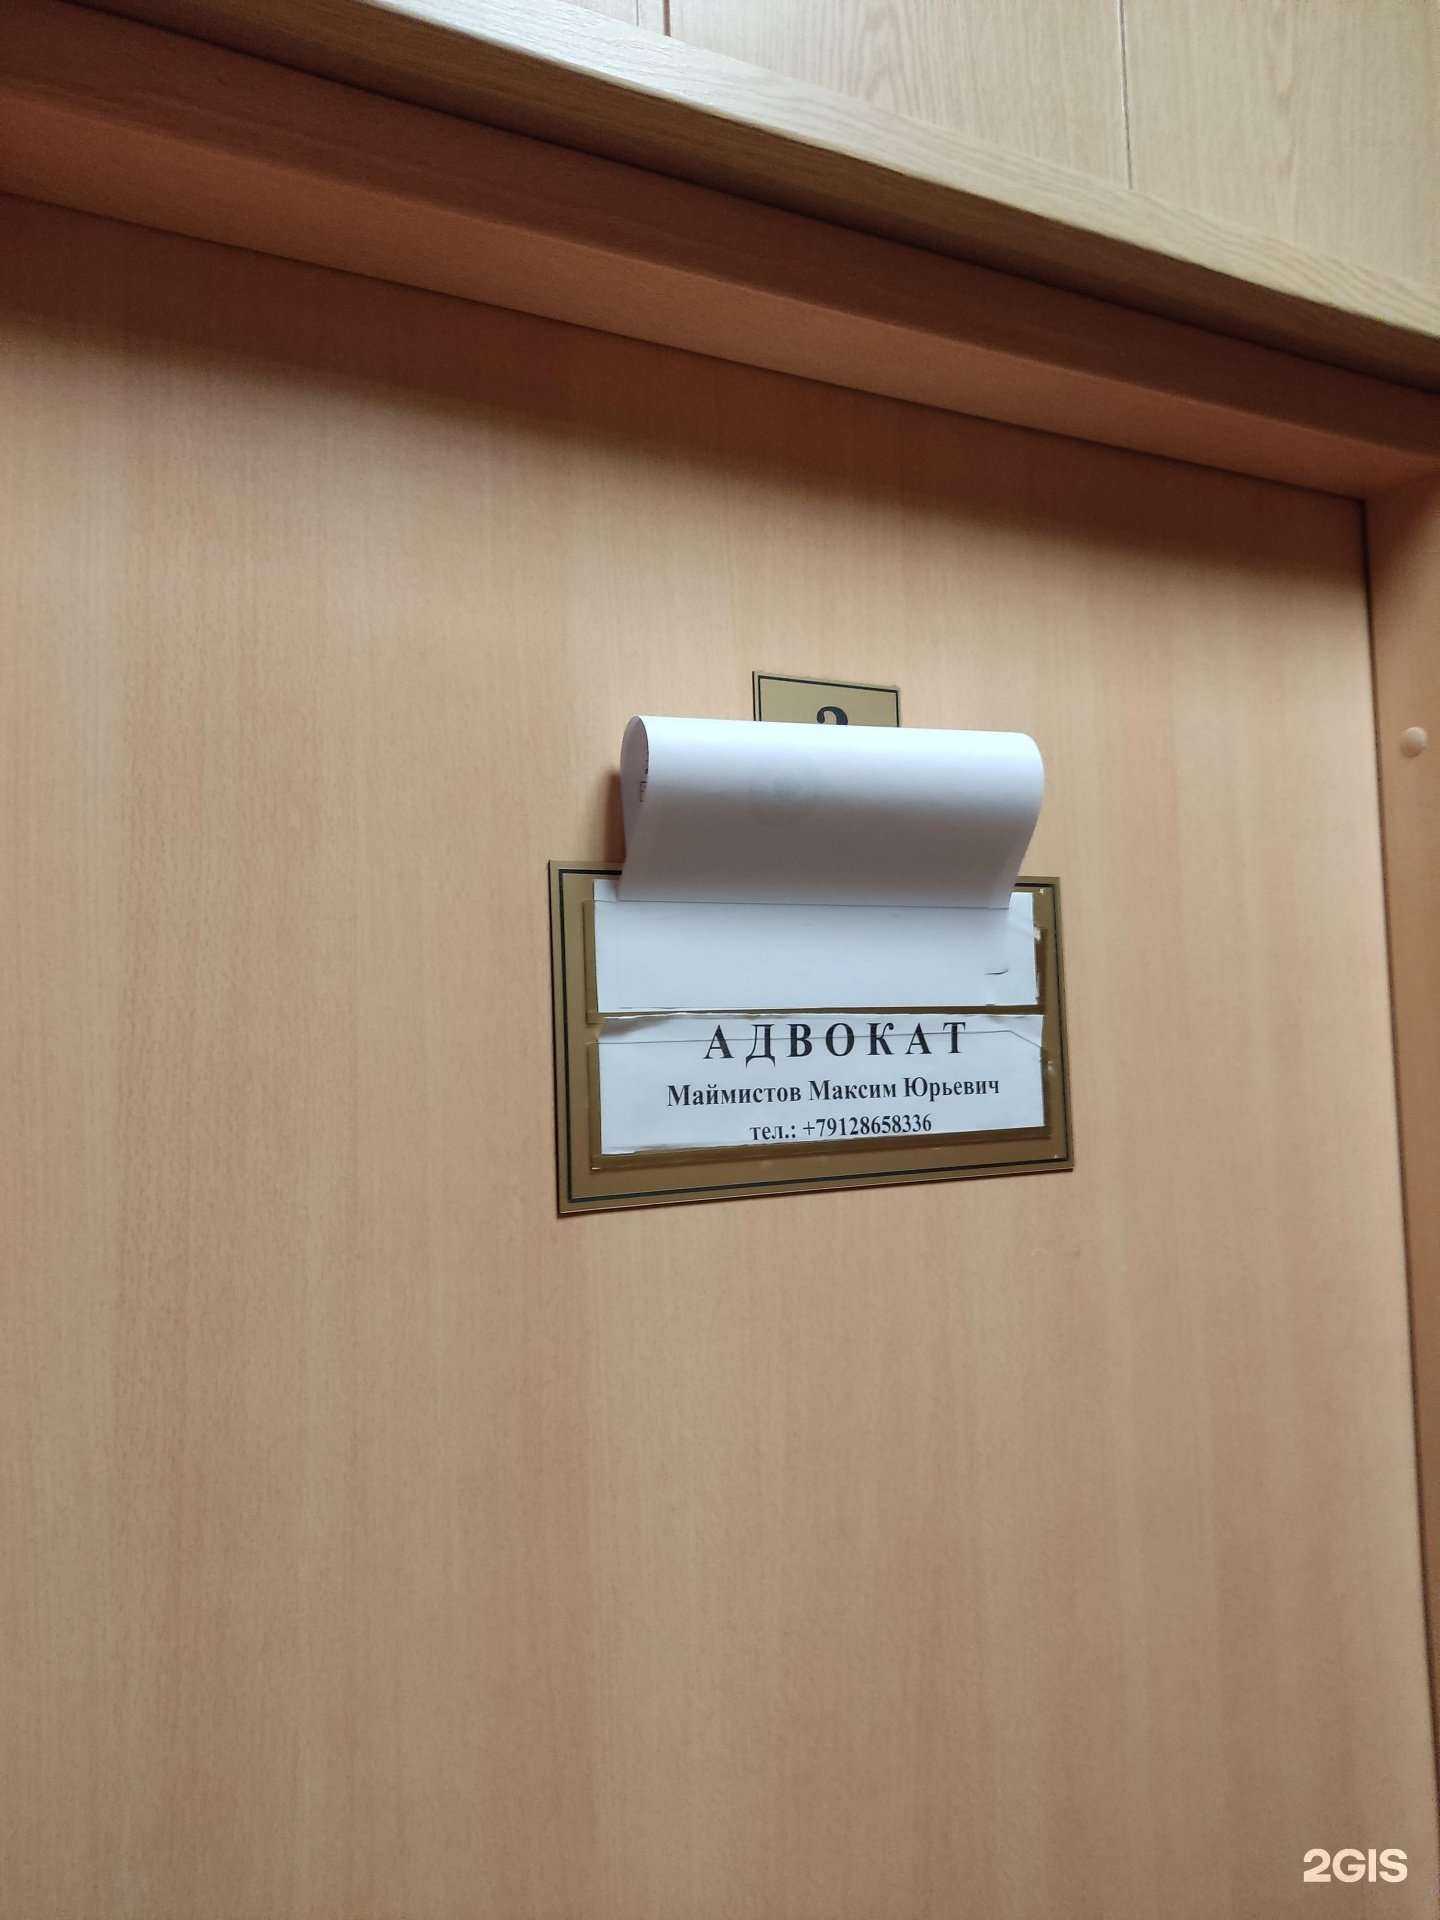 АДВОКАТ
Маймистов Максим Юрьевич
тел.: +79128658336
2GIS